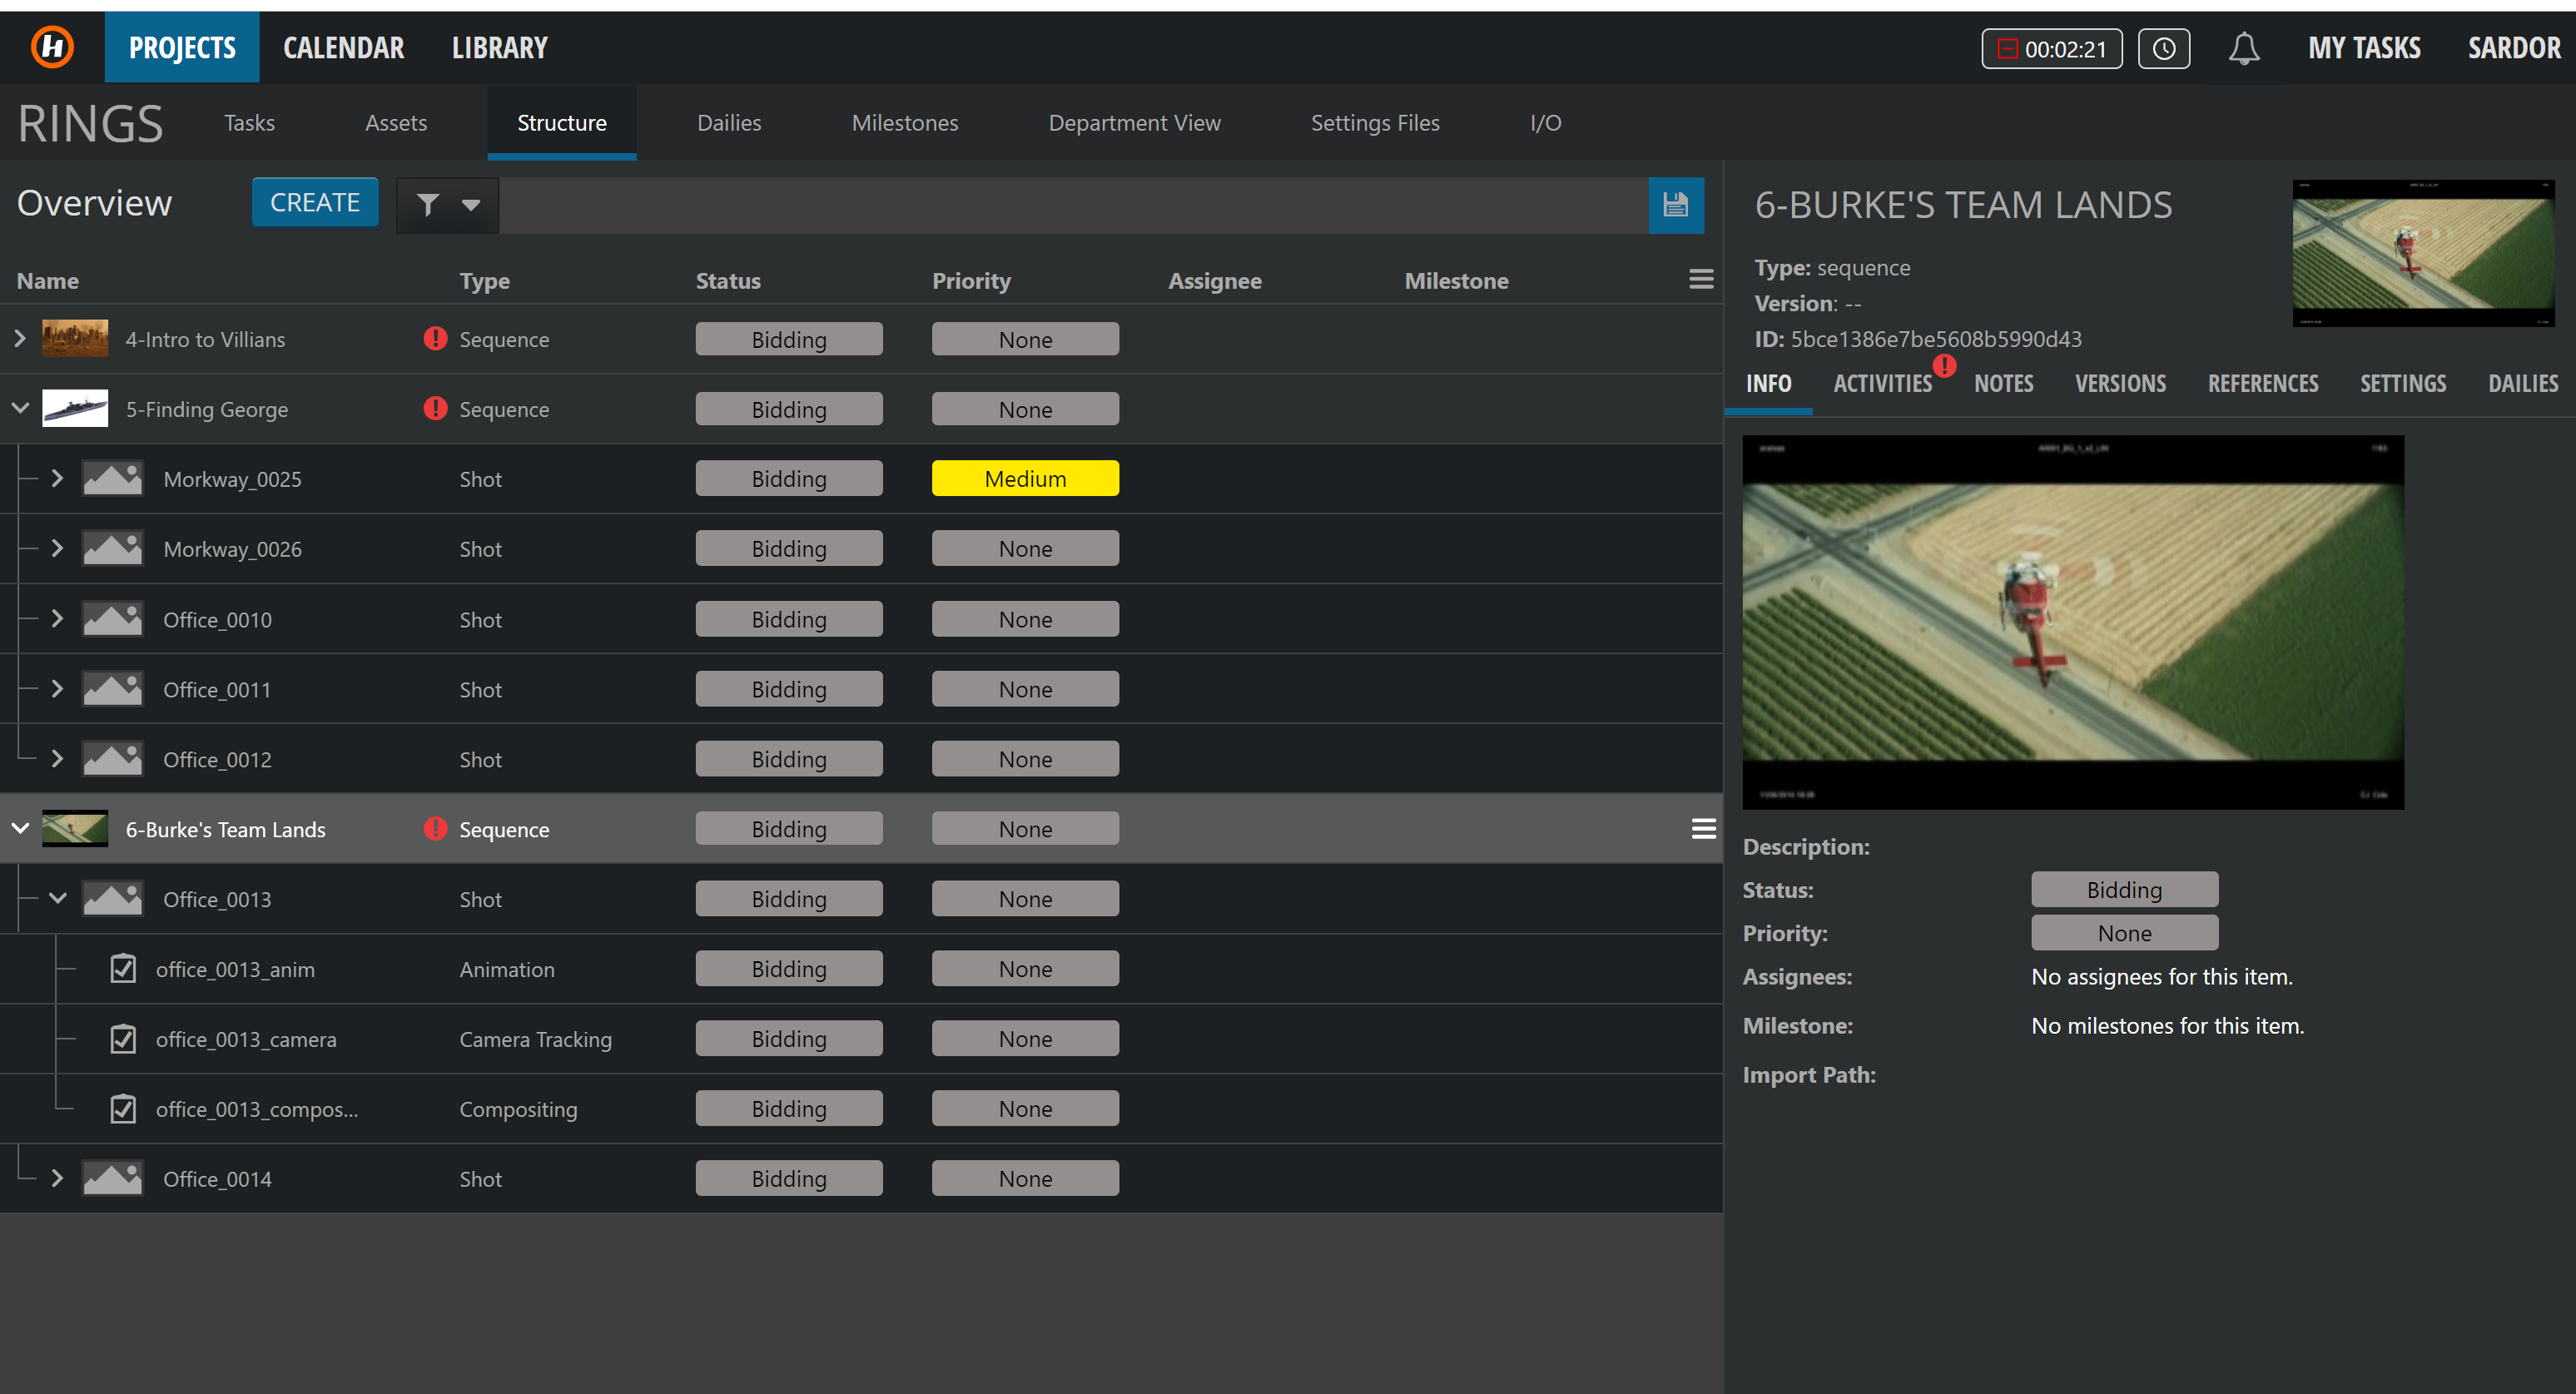 PROJECTS CALENDAR LIBRARY 00:02:21 MY TASKS SARDOR
RINGS Tasks Assets Structure Dailies Milestones Department View Settings Files I/O
Overview CREATE
Name Type Status Priority Assignee Milestone
4-Intro to Villians Sequence Bidding None
5-Finding George Sequence Bidding None
Morkway_0025 Shot Bidding Medium
Morkway_0026 Shot Bidding None
Office_0010 Shot Bidding None
Office_0011 Shot Bidding None
Office_0012 Shot Bidding None
6-Burke's Team Lands Sequence Bidding None
Office_0013 Shot Bidding None
office_0013_anim Animation Bidding None
office_0013_camera Camera Tracking Bidding None
office_0013_compos... Compositing Bidding None
Office_0014 Shot Bidding None
6-BURKE'S TEAM LANDS
Type: sequence
Version: --
ID: 5bce1386e7be5608b5990d43
INFO ACTIVITIES NOTES VERSIONS REFERENCES SETTINGS DAILIES
Description:
Status: Bidding
Priority: None
Assignees: No assignees for this item.
Milestone: No milestones for this item.
Import Path: